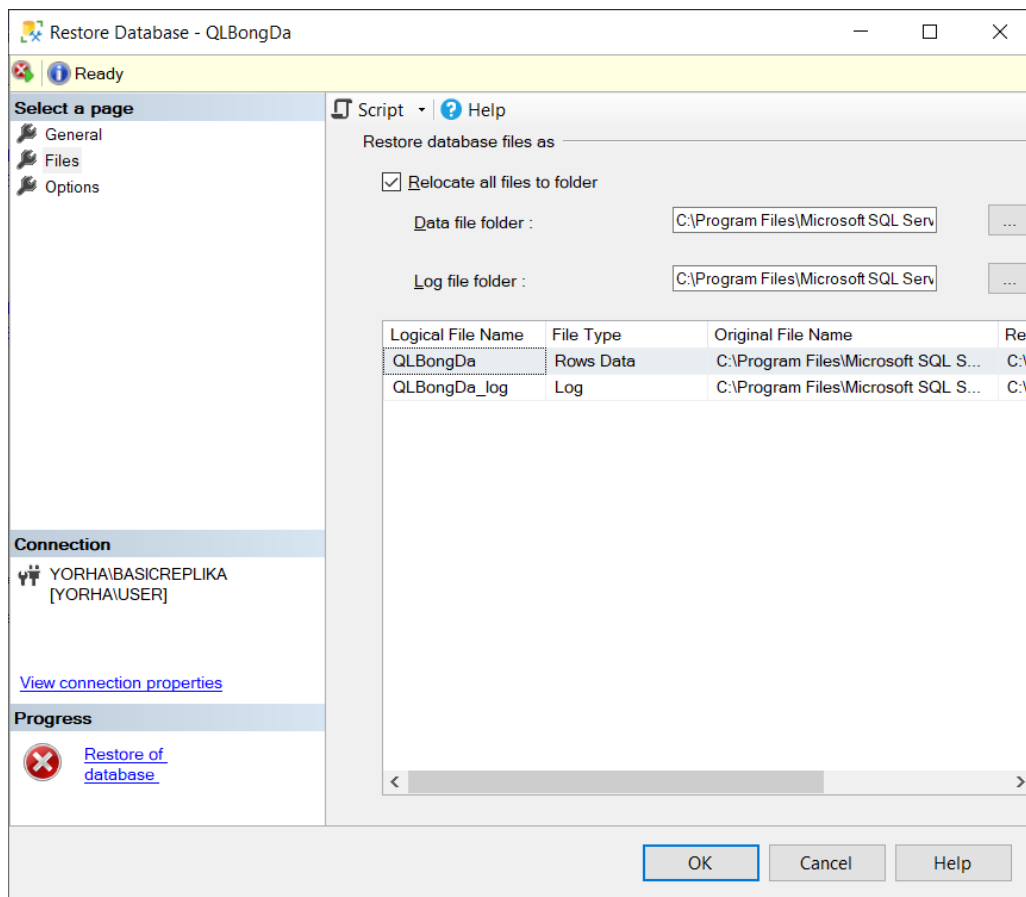 Restore Database - QLBongDa
Ready
Select a page
General
Files
Options
Script
Help
Restore database files as
Relocate all files to folder
Data file folder :
C:\Program Files\Microsoft SQL Serv
...
Log file folder :
C:\Program Files\Microsoft SQL Serv
...
Logical File Name File Type Original File Name Re
QLBongDa Rows Data C:\Program Files\Microsoft SQL S... C:\
QLBongDa_log Log C:\Program Files\Microsoft SQL S... C:\
Connection
YORHA\BASICREPLIKA
[YORHA\USER]
View connection properties
Progress
Restore of
database
OK Cancel Help